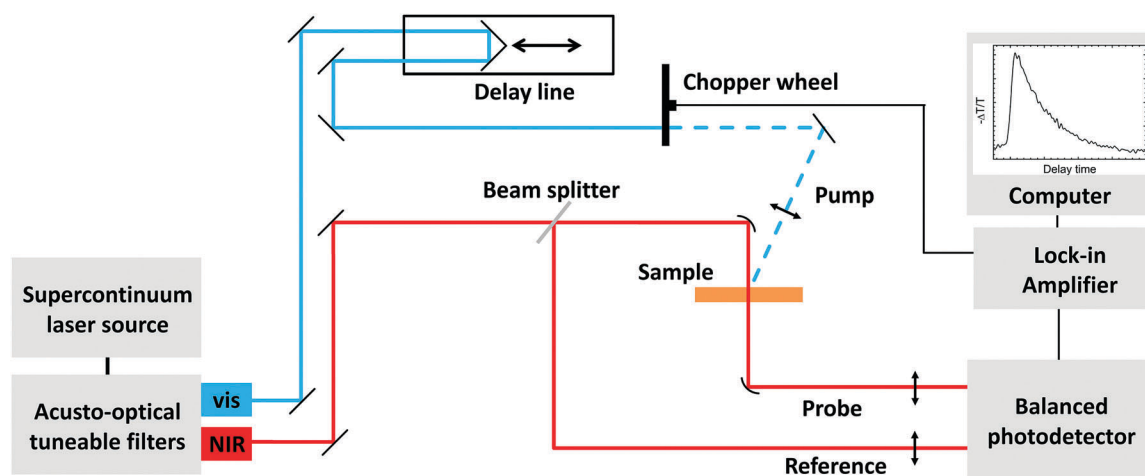 Delay line
Chopper wheel
-ΔT/T
Delay time
Computer
Beam splitter
Pump
Lock-in
Amplifier
Sample
Supercontinuum
laser source
Acusto-optical
tuneable filters
vis
NIR
Probe
Reference
Balanced
photodetector